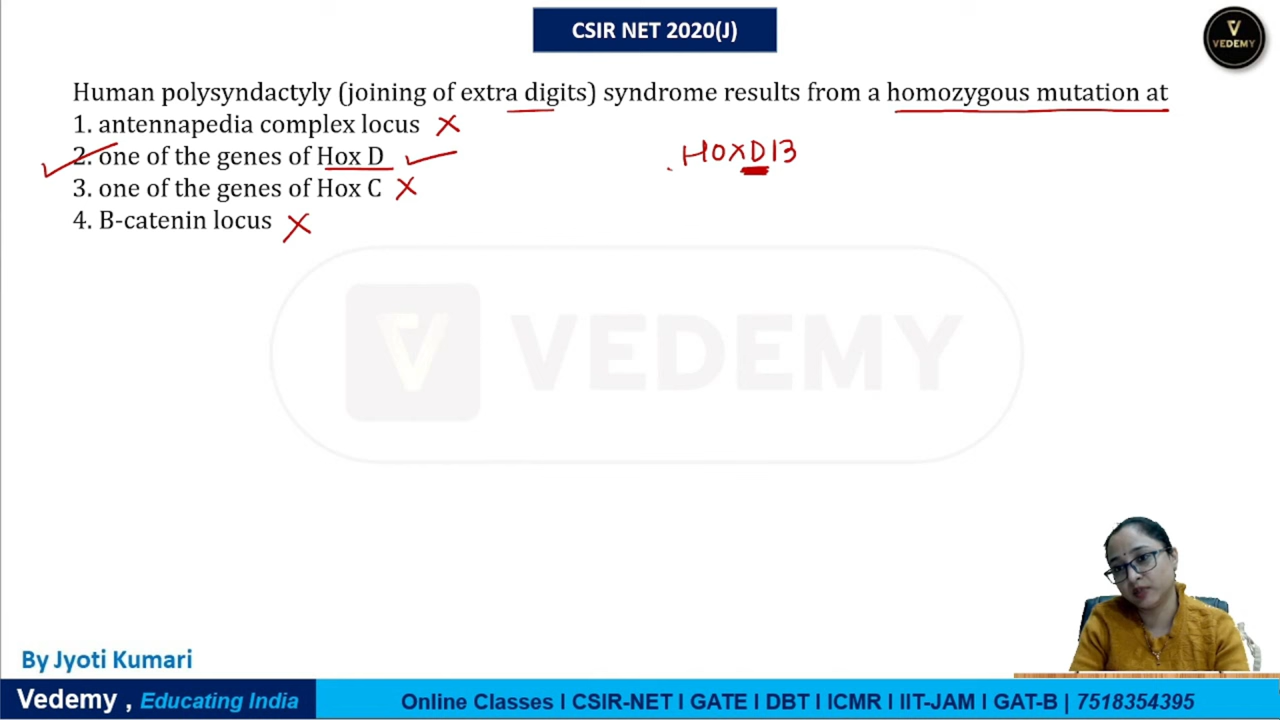 CSIR NET 2020(J)
VEDEMY
Human polysyndactyly (joining of extra digits) syndrome results from a homozygous mutation at
1. antennapedia complex locus
2. one of the genes of Hox D
HOXD13
3. one of the genes of Hox C
4. B-catenin locus
VEDEMY
By Jyoti Kumari
Vedemy , Educating India
Online Classes I CSIR-NET I GATE I DBT I ICMR I IIT-JAM I GAT-B | 7518354395